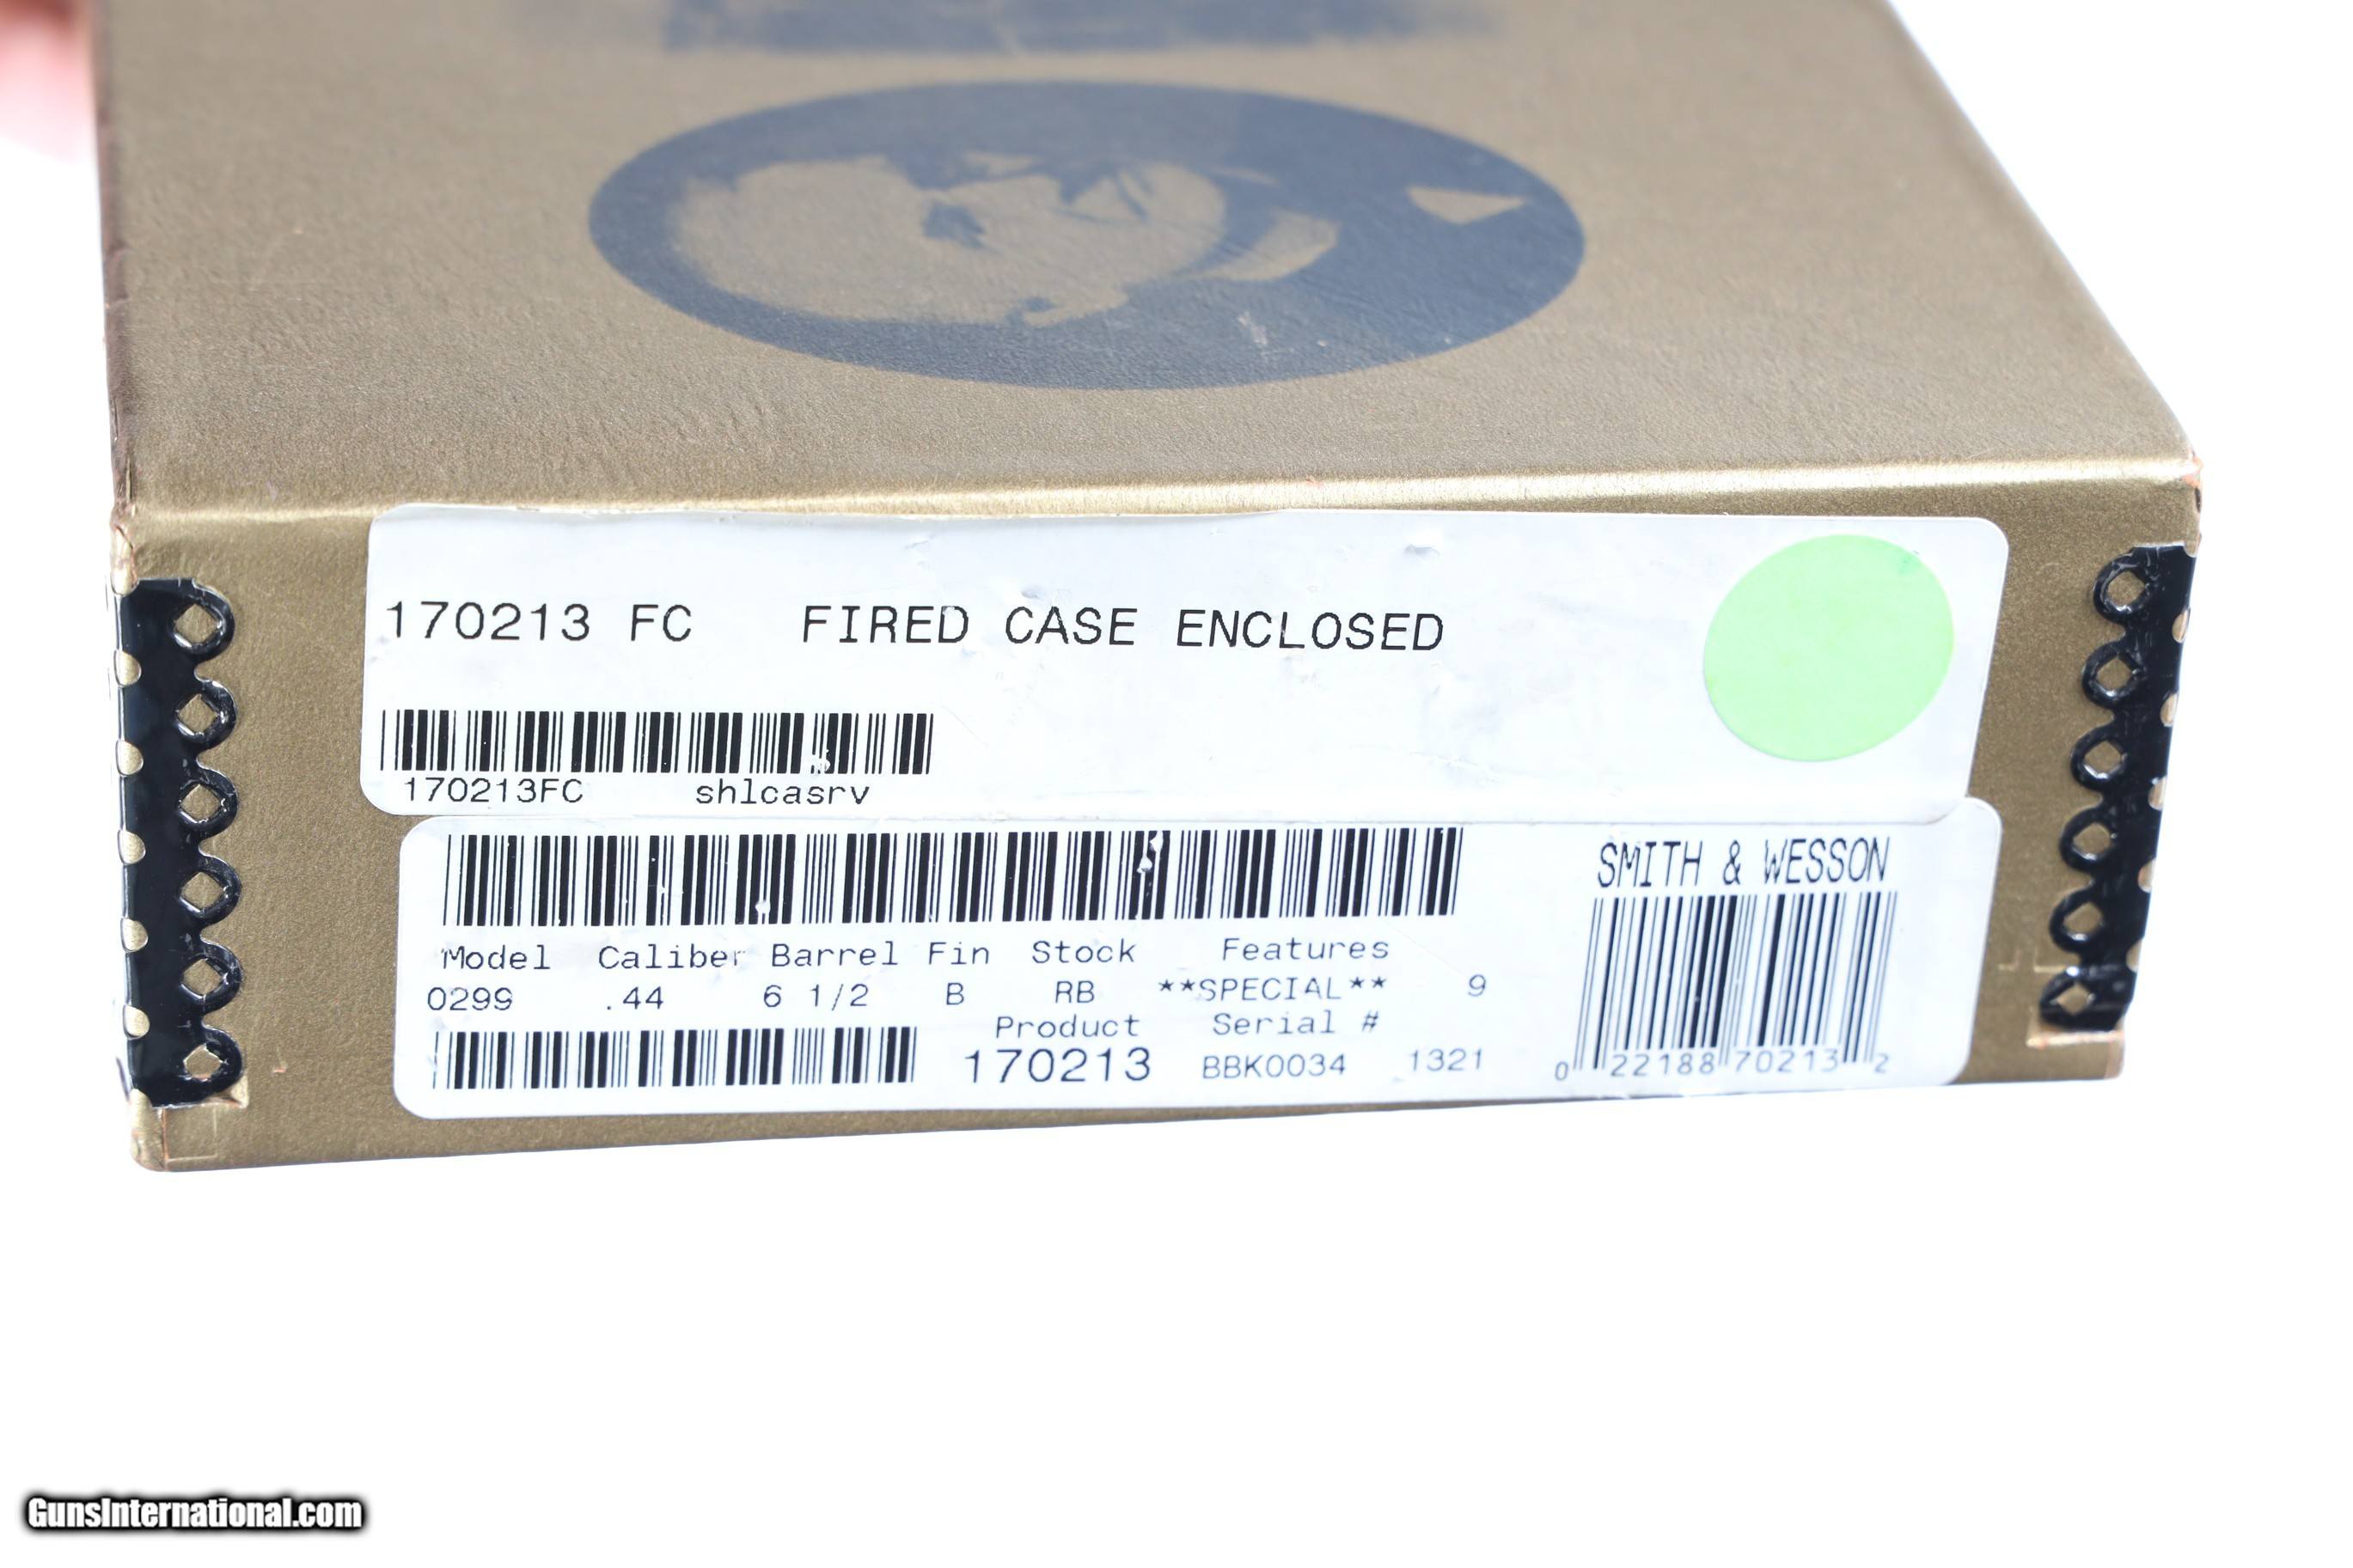 170213 FC FIRED CASE ENCLOSED
170213FC shlcasrv
SMITH & WESSON
Model Caliber Barrel Fin Stock Features
0299 .44 6 1/2 B RB **SPECIAL** 9
Product Serial #
170213 BBK0034 1321
0 22188 70213 2
GunsInternational.com